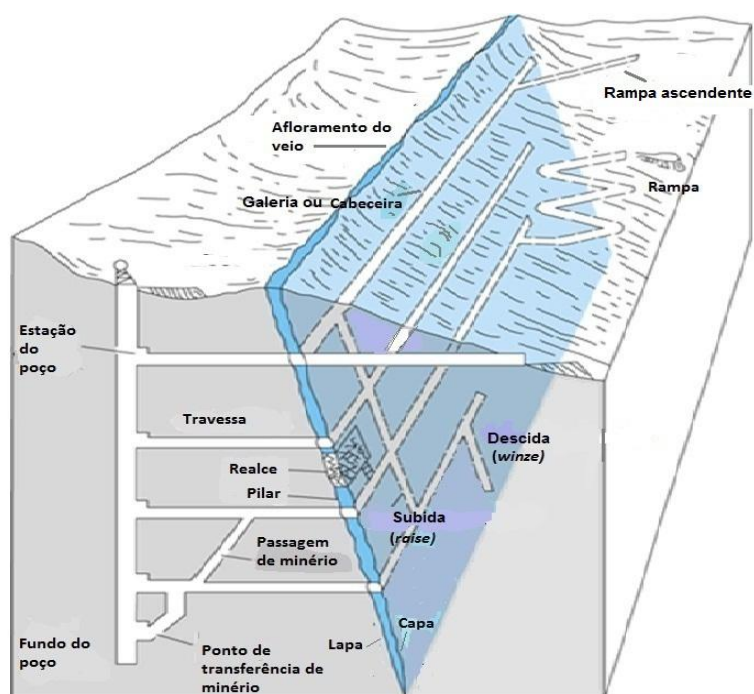 Rampa ascendente
Afloramento do
veio
Rampa
Galeria ou Cabeceira
Estação
do
poço
Travessa
Descida
(winze)
Realce
Pilar
Subida
(raise)
Passagem
de minério
Capa
Lapa
Fundo do
poço
Ponto de
transferência de
minério